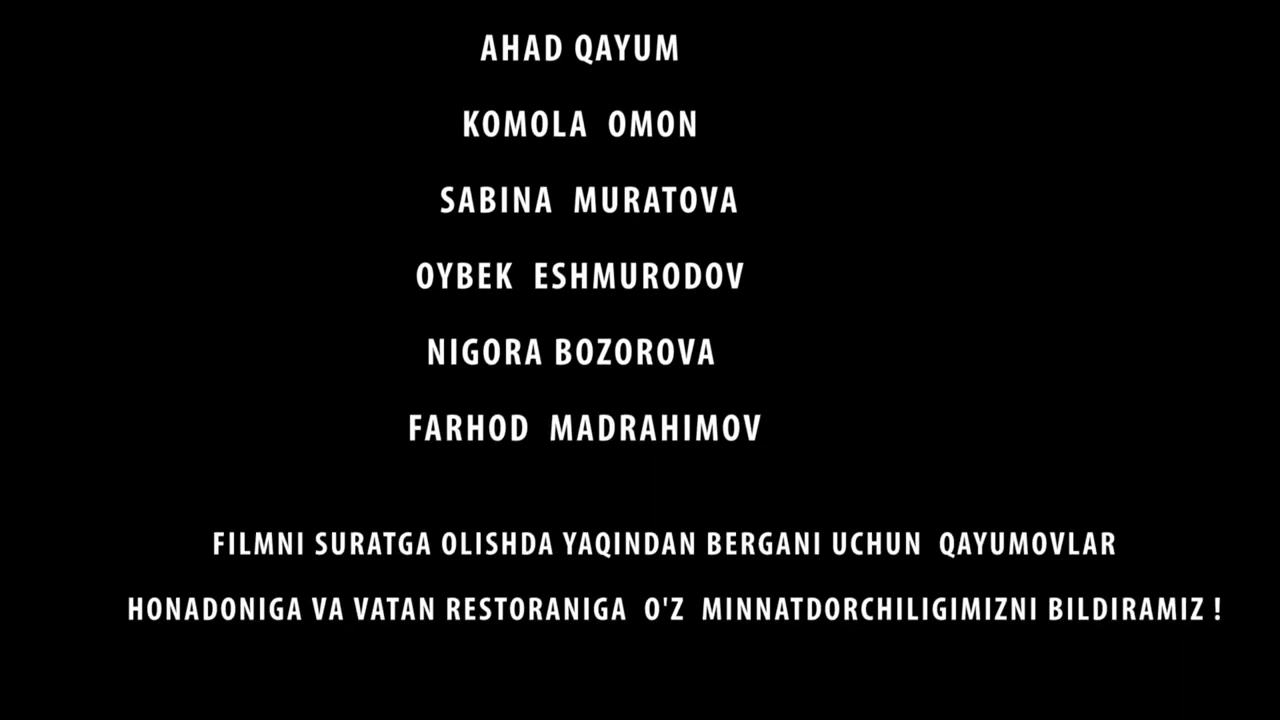 AHAD QAYUM
KOMOLA OMON
SABINA MURATOVA
OYBEK ESHMURODOV
NIGORA BOZOROVA
FARHOD MADRAHIMOV
FILMNI SURATGA OLISHDA YAQINDAN BERGANI UCHUN QAYUMOVLAR
HONADONIGA VA VATAN RESTORANIGA O'Z MINNATDORCHILIGIMIZNI BILDIRAMIZ !